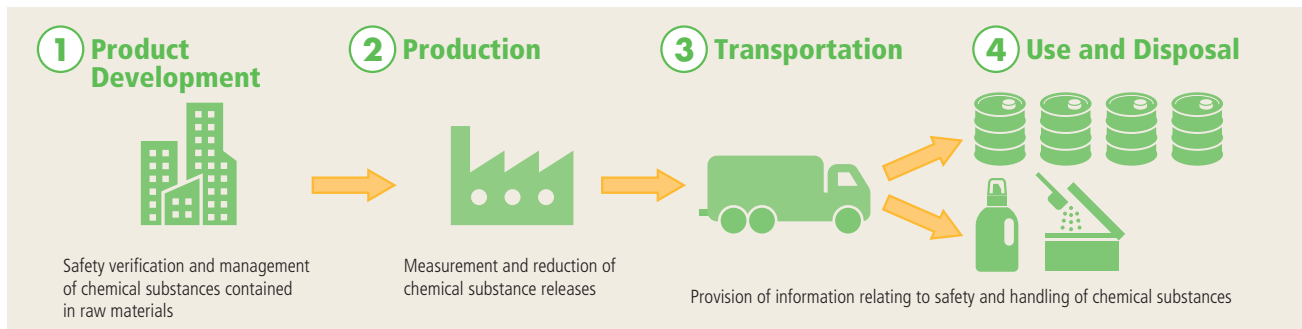 1 Product
Development
2 Production
3 Transportation
4 Use and Disposal
Safety verification and management
of chemical substances contained
in raw materials
Measurement and reduction of
chemical substance releases
Provision of information relating to safety and handling of chemical substances